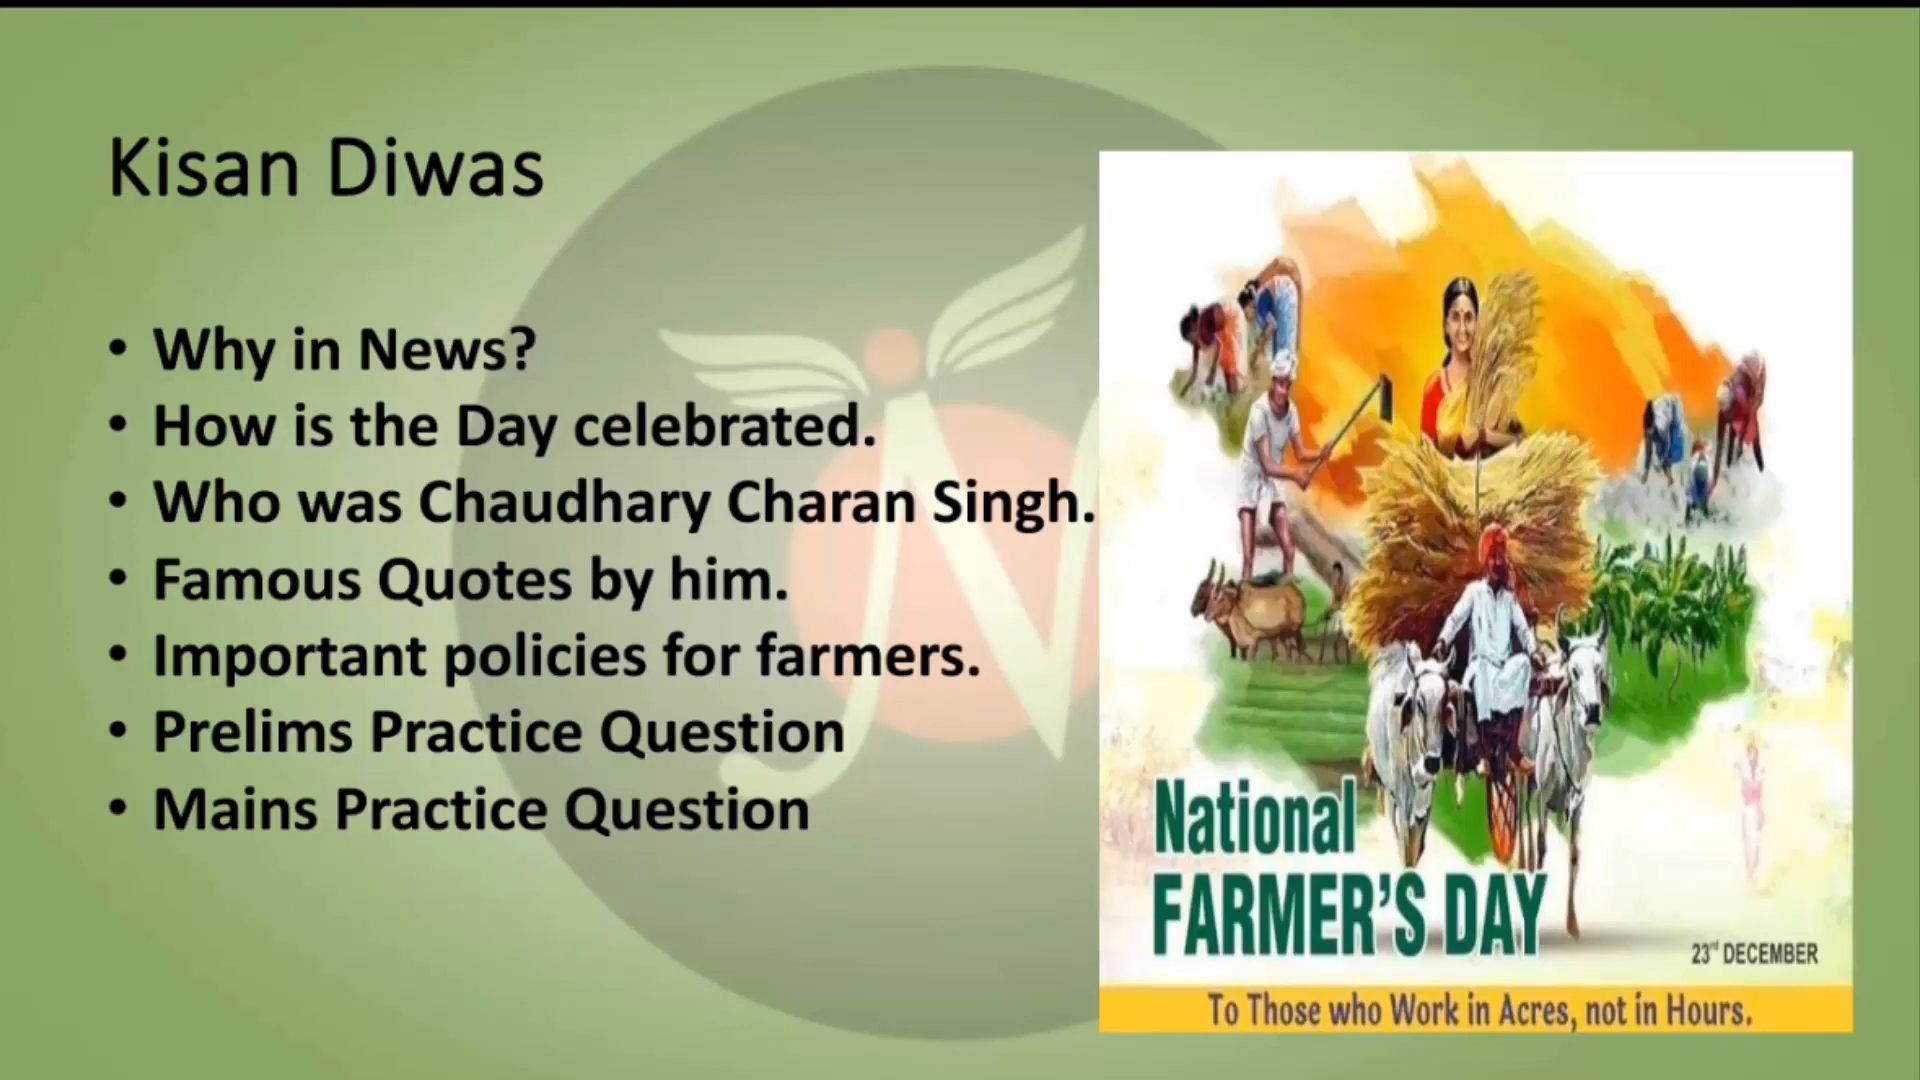 Kisan Diwas
• Why in News?
• How is the Day celebrated.
• Who was Chaudhary Charan Singh.
• Famous Quotes by him.
• Important policies for farmers.
• Prelims Practice Question
• Mains Practice Question
National
FARMER'S DAY
23rd DECEMBER
To Those who Work in Acres, not in Hours.